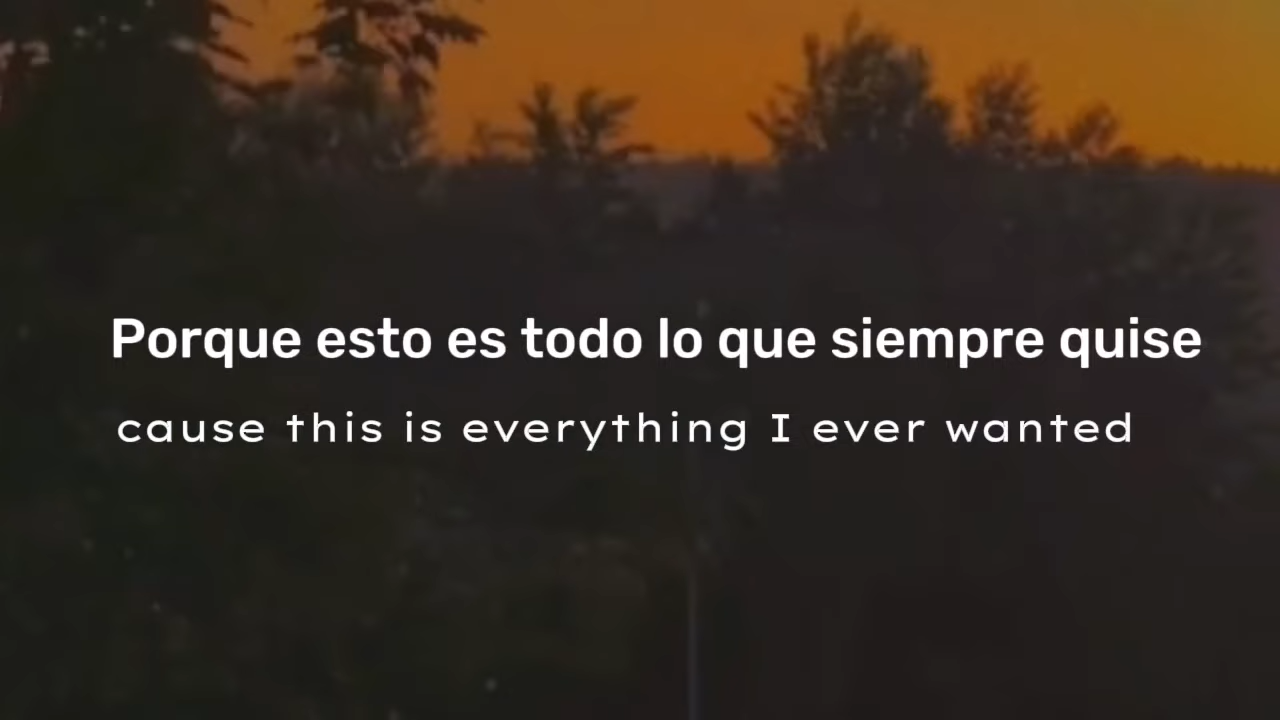 Porque esto es todo lo que siempre quise
cause this is everything I ever wanted